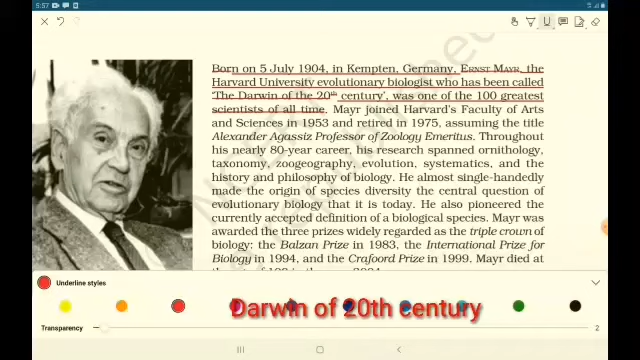 5:57
Born on 5 July 1904, in Kempten, Germany, ERNST MAYR, the
Harvard University evolutionary biologist who has been called
'The Darwin of the 20th century', was one of the 100 greatest
scientists of all time. Mayr joined Harvard's Faculty of Arts
and Sciences in 1953 and retired in 1975, assuming the title
Alexander Agassiz Professor of Zoology Emeritus. Throughout
his nearly 80-year career, his research spanned ornithology,
taxonomy, zoogeography, evolution, systematics, and the
history and philosophy of biology. He almost single-handedly
made the origin of species diversity the central question of
evolutionary biology that it is today. He also pioneered the
currently accepted definition of a biological species. Mayr was
awarded the three prizes widely regarded as the triple crown of
biology: the Balzan Prize in 1983, the International Prize for
Biology in 1994, and the Crafoord Prize in 1999. Mayr died at
Underline styles
Darwin of 20th century
Transparency
2